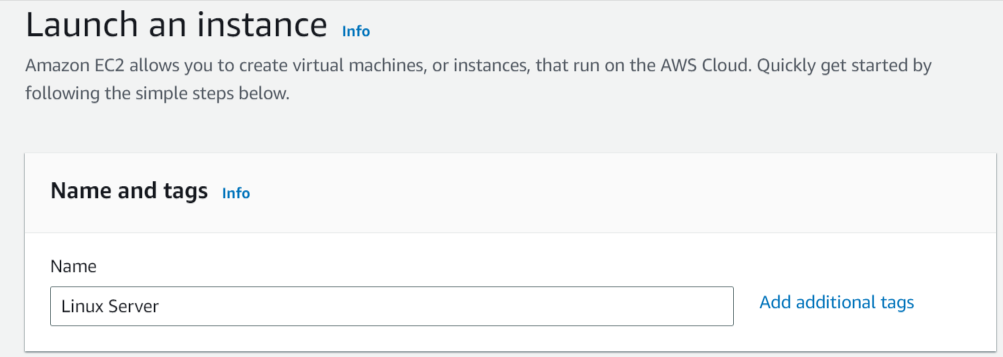 Launch an instance Info
Amazon EC2 allows you to create virtual machines, or instances, that run on the AWS Cloud. Quickly get started by
following the simple steps below.
Name and tags Info
Name
Linux Server
Add additional tags